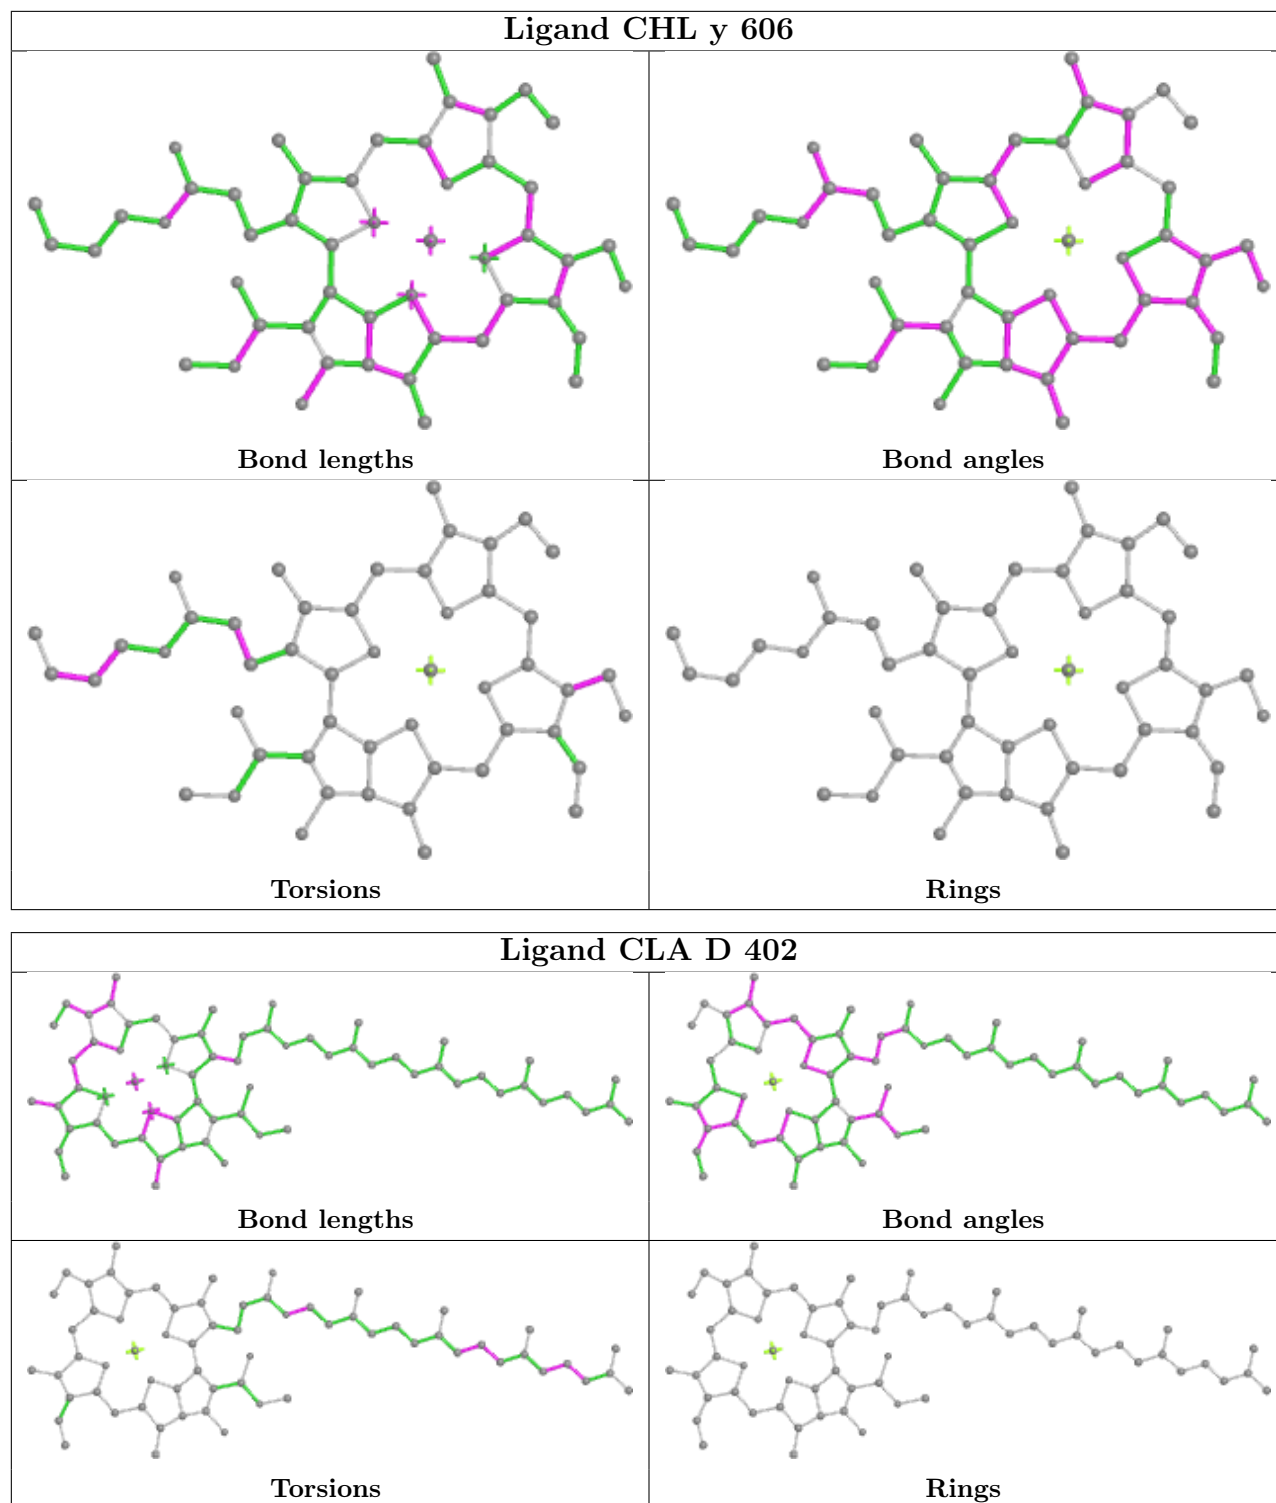 Ligand CHL y 606
Bond lengths
Bond angles
Torsions
Rings
Ligand CLA D 402
Bond lengths
Bond angles
Torsions
Rings